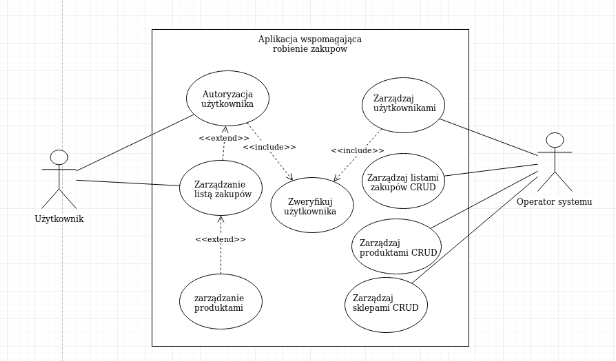 Aplikacja wspomagająca
robienie zakupów
Autoryzacja
użytkownika
Zarządzaj
użytkownikami
<<extend>>
<<include>>
<<include>>
Zarządzanie
listą zakupów
Zweryfikuj
użytkownika
Zarządzaj listami
zakupów CRUD
Użytkownik
Operator systemu
<<extend>>
Zarządzaj
produktami CRUD
zarządzanie
produktami
Zarządzaj
sklepami CRUD